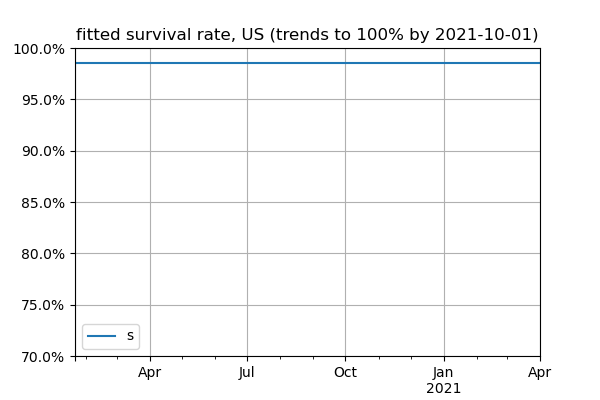 fitted survival rate, US (trends to 100% by 2021-10-01)
100.0%
95.0%
90.0%
85.0%
80.0%
75.0%
70.0%
s
Apr Jul Oct Jan Apr
2021